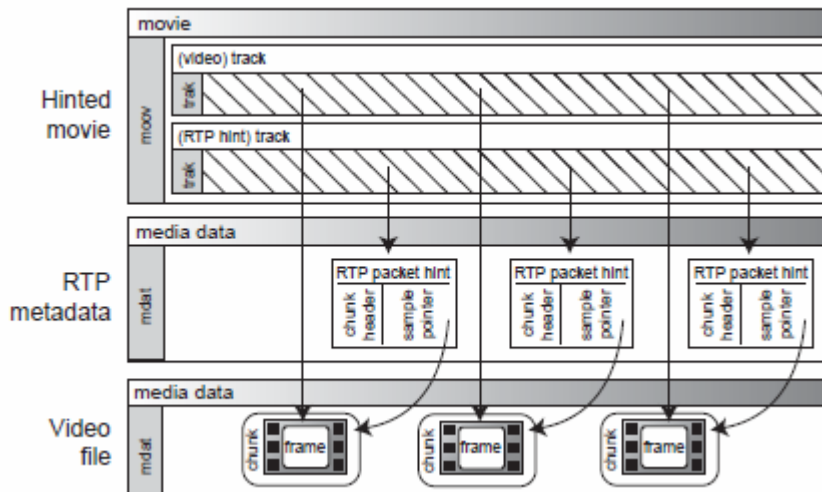 movie
Hinted
movie
moov
(video) track
trak
(RTP hint) track
trak
RTP
metadata
media data
mdat
RTP packet hint
chunk
header
sample
pointer
RTP packet hint
chunk
header
sample
pointer
RTP packet hint
chunk
header
sample
pointer
Video
file
media data
mdat
chunk
frame
chunk
frame
chunk
frame